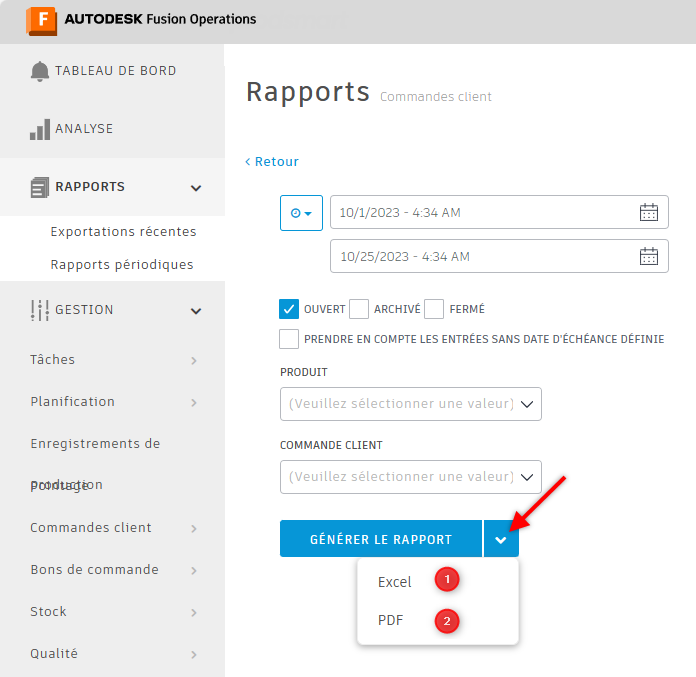 F AUTODESK Fusion Operations
TABLEAU DE BORD
ANALYSE
RAPPORTS
Exportations récentes
Rapports périodiques
GESTION
Tâches
Planification
Enregistrements de
production
Pointage
Commandes client
Bons de commande
Stock
Qualité
Rapports Commandes client
< Retour
10/1/2023 - 4:34 AM
10/25/2023 - 4:34 AM
OUVERT ARCHIVÉ FERMÉ
PRENDRE EN COMPTE LES ENTRÉES SANS DATE D'ÉCHÉANCE DÉFINIE
PRODUIT
(Veuillez sélectionner une valeur)
COMMANDE CLIENT
(Veuillez sélectionner une valeur)
GÉNÉRER LE RAPPORT
Excel 1
PDF 2